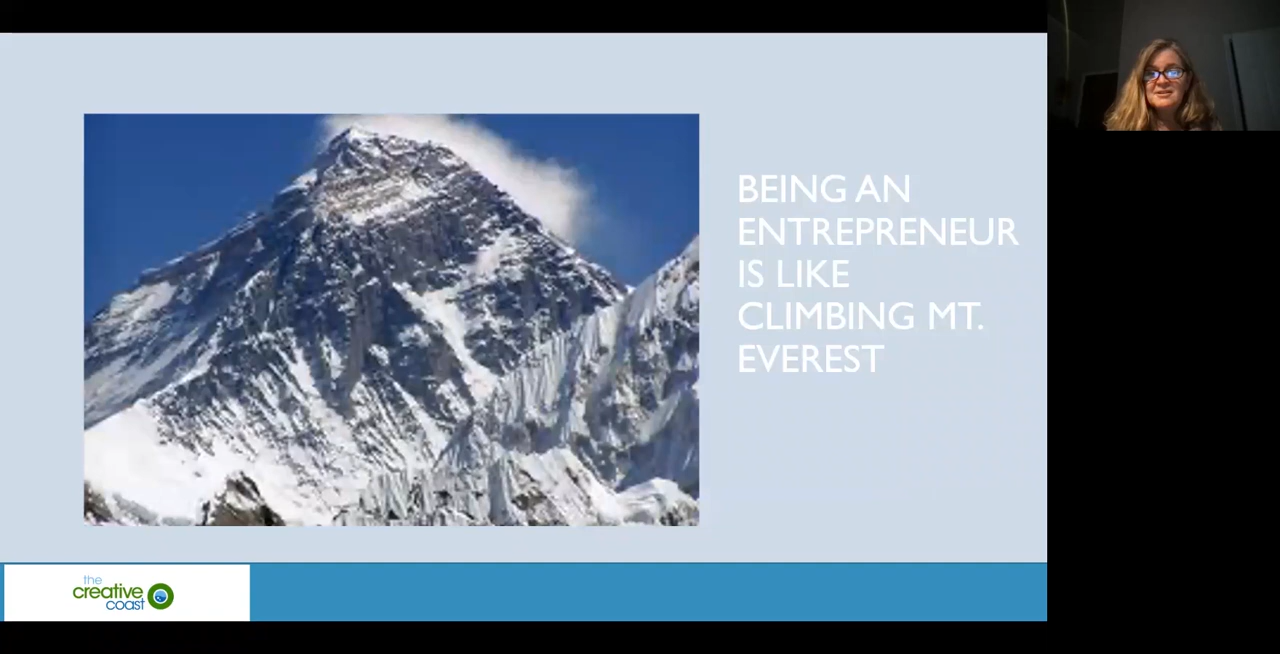 BEING AN
ENTREPRENEUR
IS LIKE
CLIMBING MT.
EVEREST
the
creative
coast